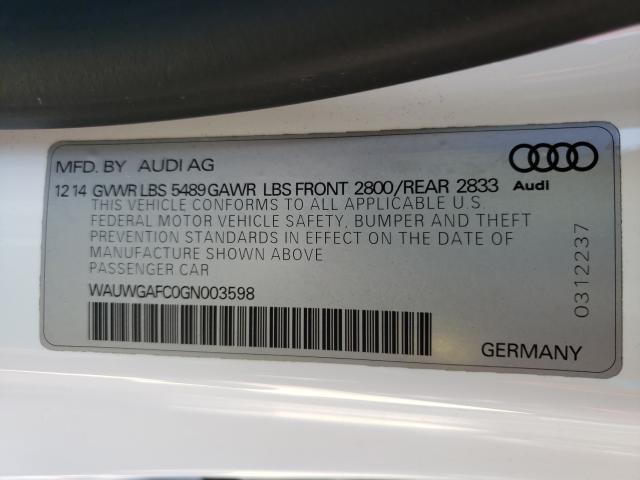 MFD. BY AUDI AG
12 14 GVWR LBS 5489 GAWR LBS FRONT 2800/REAR 2833
Audi
THIS VEHICLE CONFORMS TO ALL APPLICABLE U.S.
FEDERAL MOTOR VEHICLE SAFETY, BUMPER AND THEFT
PREVENTION STANDARDS IN EFFECT ON THE DATE OF
MANUFACTURE SHOWN ABOVE
PASSENGER CAR
WAUWGAFC0GN003598
0312237
GERMANY